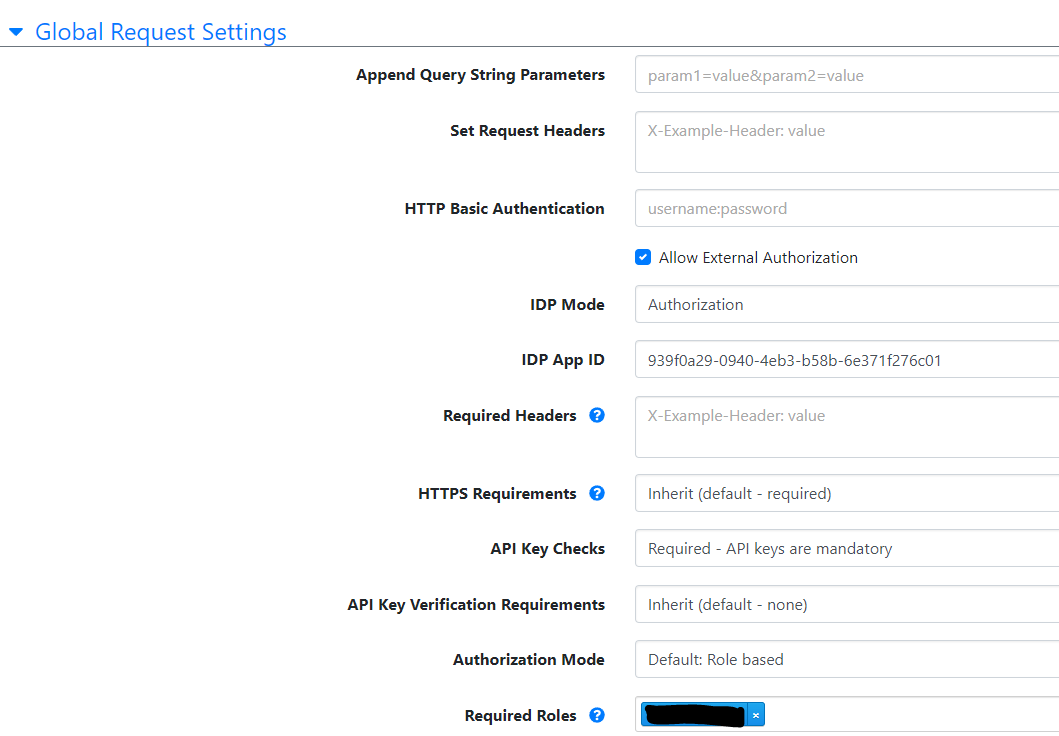 Global Request Settings
Append Query String Parameters param1=value&param2=value
Set Request Headers X-Example-Header: value
HTTP Basic Authentication username:password
Allow External Authorization
IDP Mode Authorization
IDP App ID 939f0a29-0940-4eb3-b58b-6e371f276c01
Required Headers ? X-Example-Header: value
HTTPS Requirements ? Inherit (default - required)
API Key Checks Required - API keys are mandatory
API Key Verification Requirements Inherit (default - none)
Authorization Mode Default: Role based
Required Roles ? ×